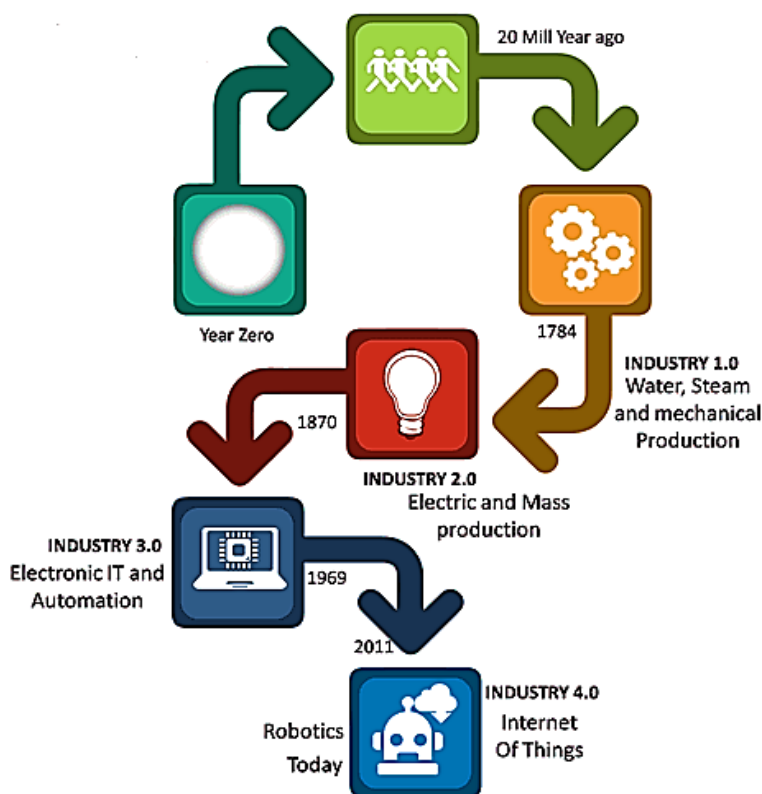 20 Mill Year ago
Year Zero
1784
INDUSTRY 1.0
Water, Steam
and mechanical
Production
1870
INDUSTRY 2.0
Electric and Mass
production
INDUSTRY 3.0
Electronic IT and
Automation
1969
2011
INDUSTRY 4.0
Internet
Of Things
Robotics
Today